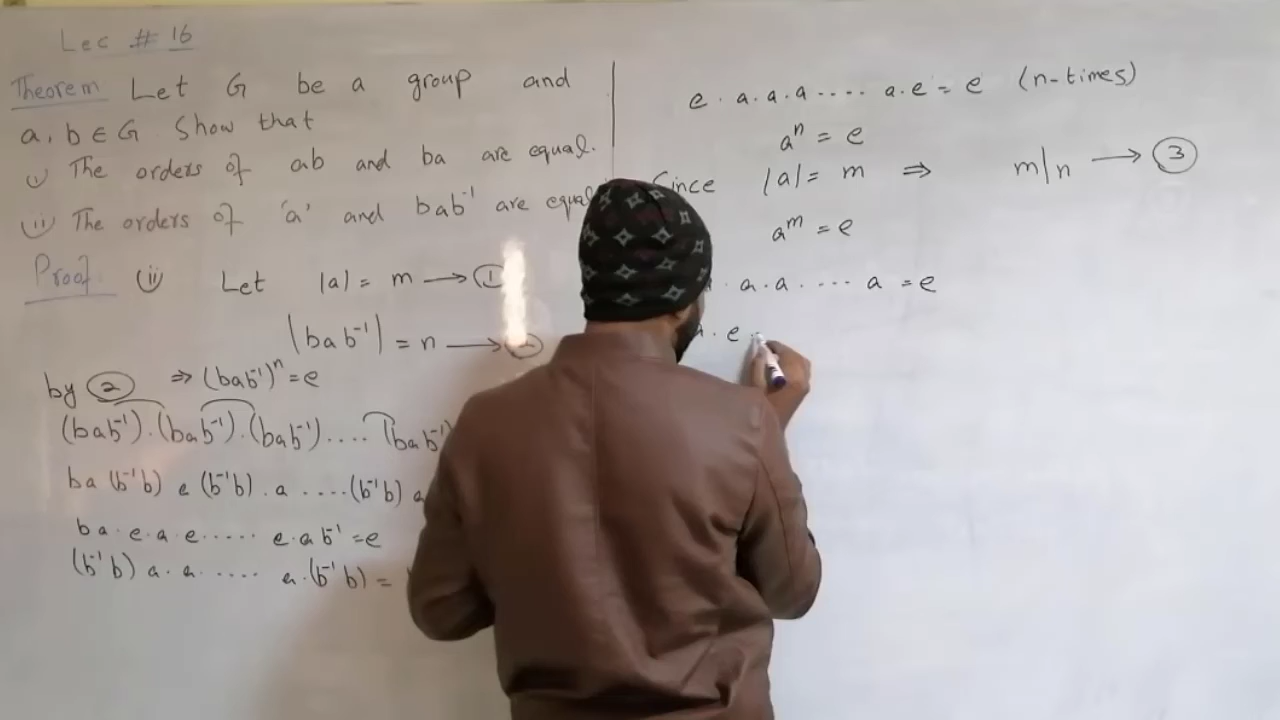 Lec # 16
Theorem Let G be a group and
a, b ∈ G. Show that
(i) The orders of ab and ba are equal.
(ii) The orders of 'a' and bab⁻¹ are equal
Proof. (ii) Let |a| = m → ①
|bab⁻¹| = n →
by ② ⇒ (bab⁻¹)ⁿ = e
(bab⁻¹).(bab⁻¹).(bab⁻¹)....(bab⁻¹
ba(b⁻¹b) a (b⁻¹b).a.....(b⁻¹b) a
ba.e.a.e..... e.ab⁻¹ = e
(b⁻¹b) a.a..... a.(b⁻¹b) =
e.a.a.a.... a.e = e (n-times)
aⁿ = e
Since |a| = m ⇒ m|n → ③
aᵐ = e
.a.a.... a = e
. e